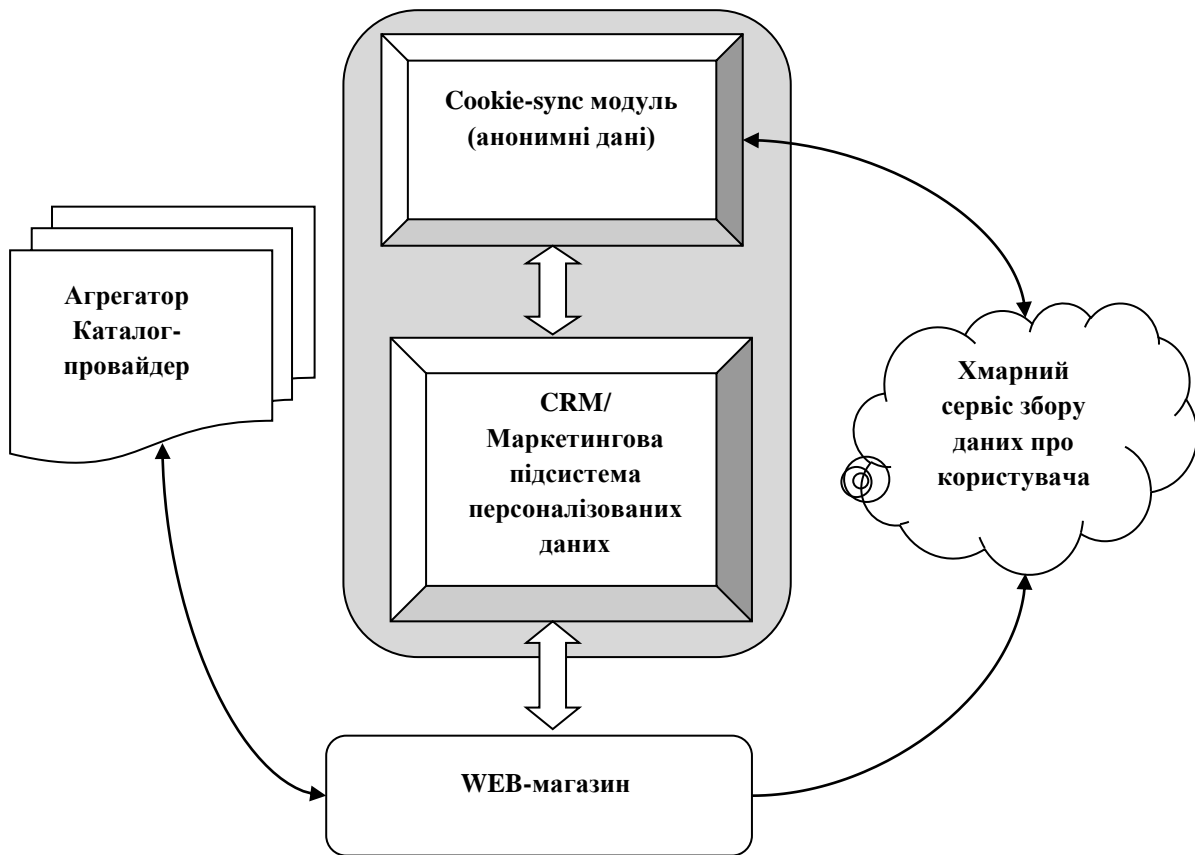 Cookie-sync модуль
(анонимні дані)
Агрегатор
Каталог-
провайдер
CRM/
Маркетингова
підсистема
персоналізованих
даних
Хмарний
сервіс збору
даних про
користувача
WEB-магазин